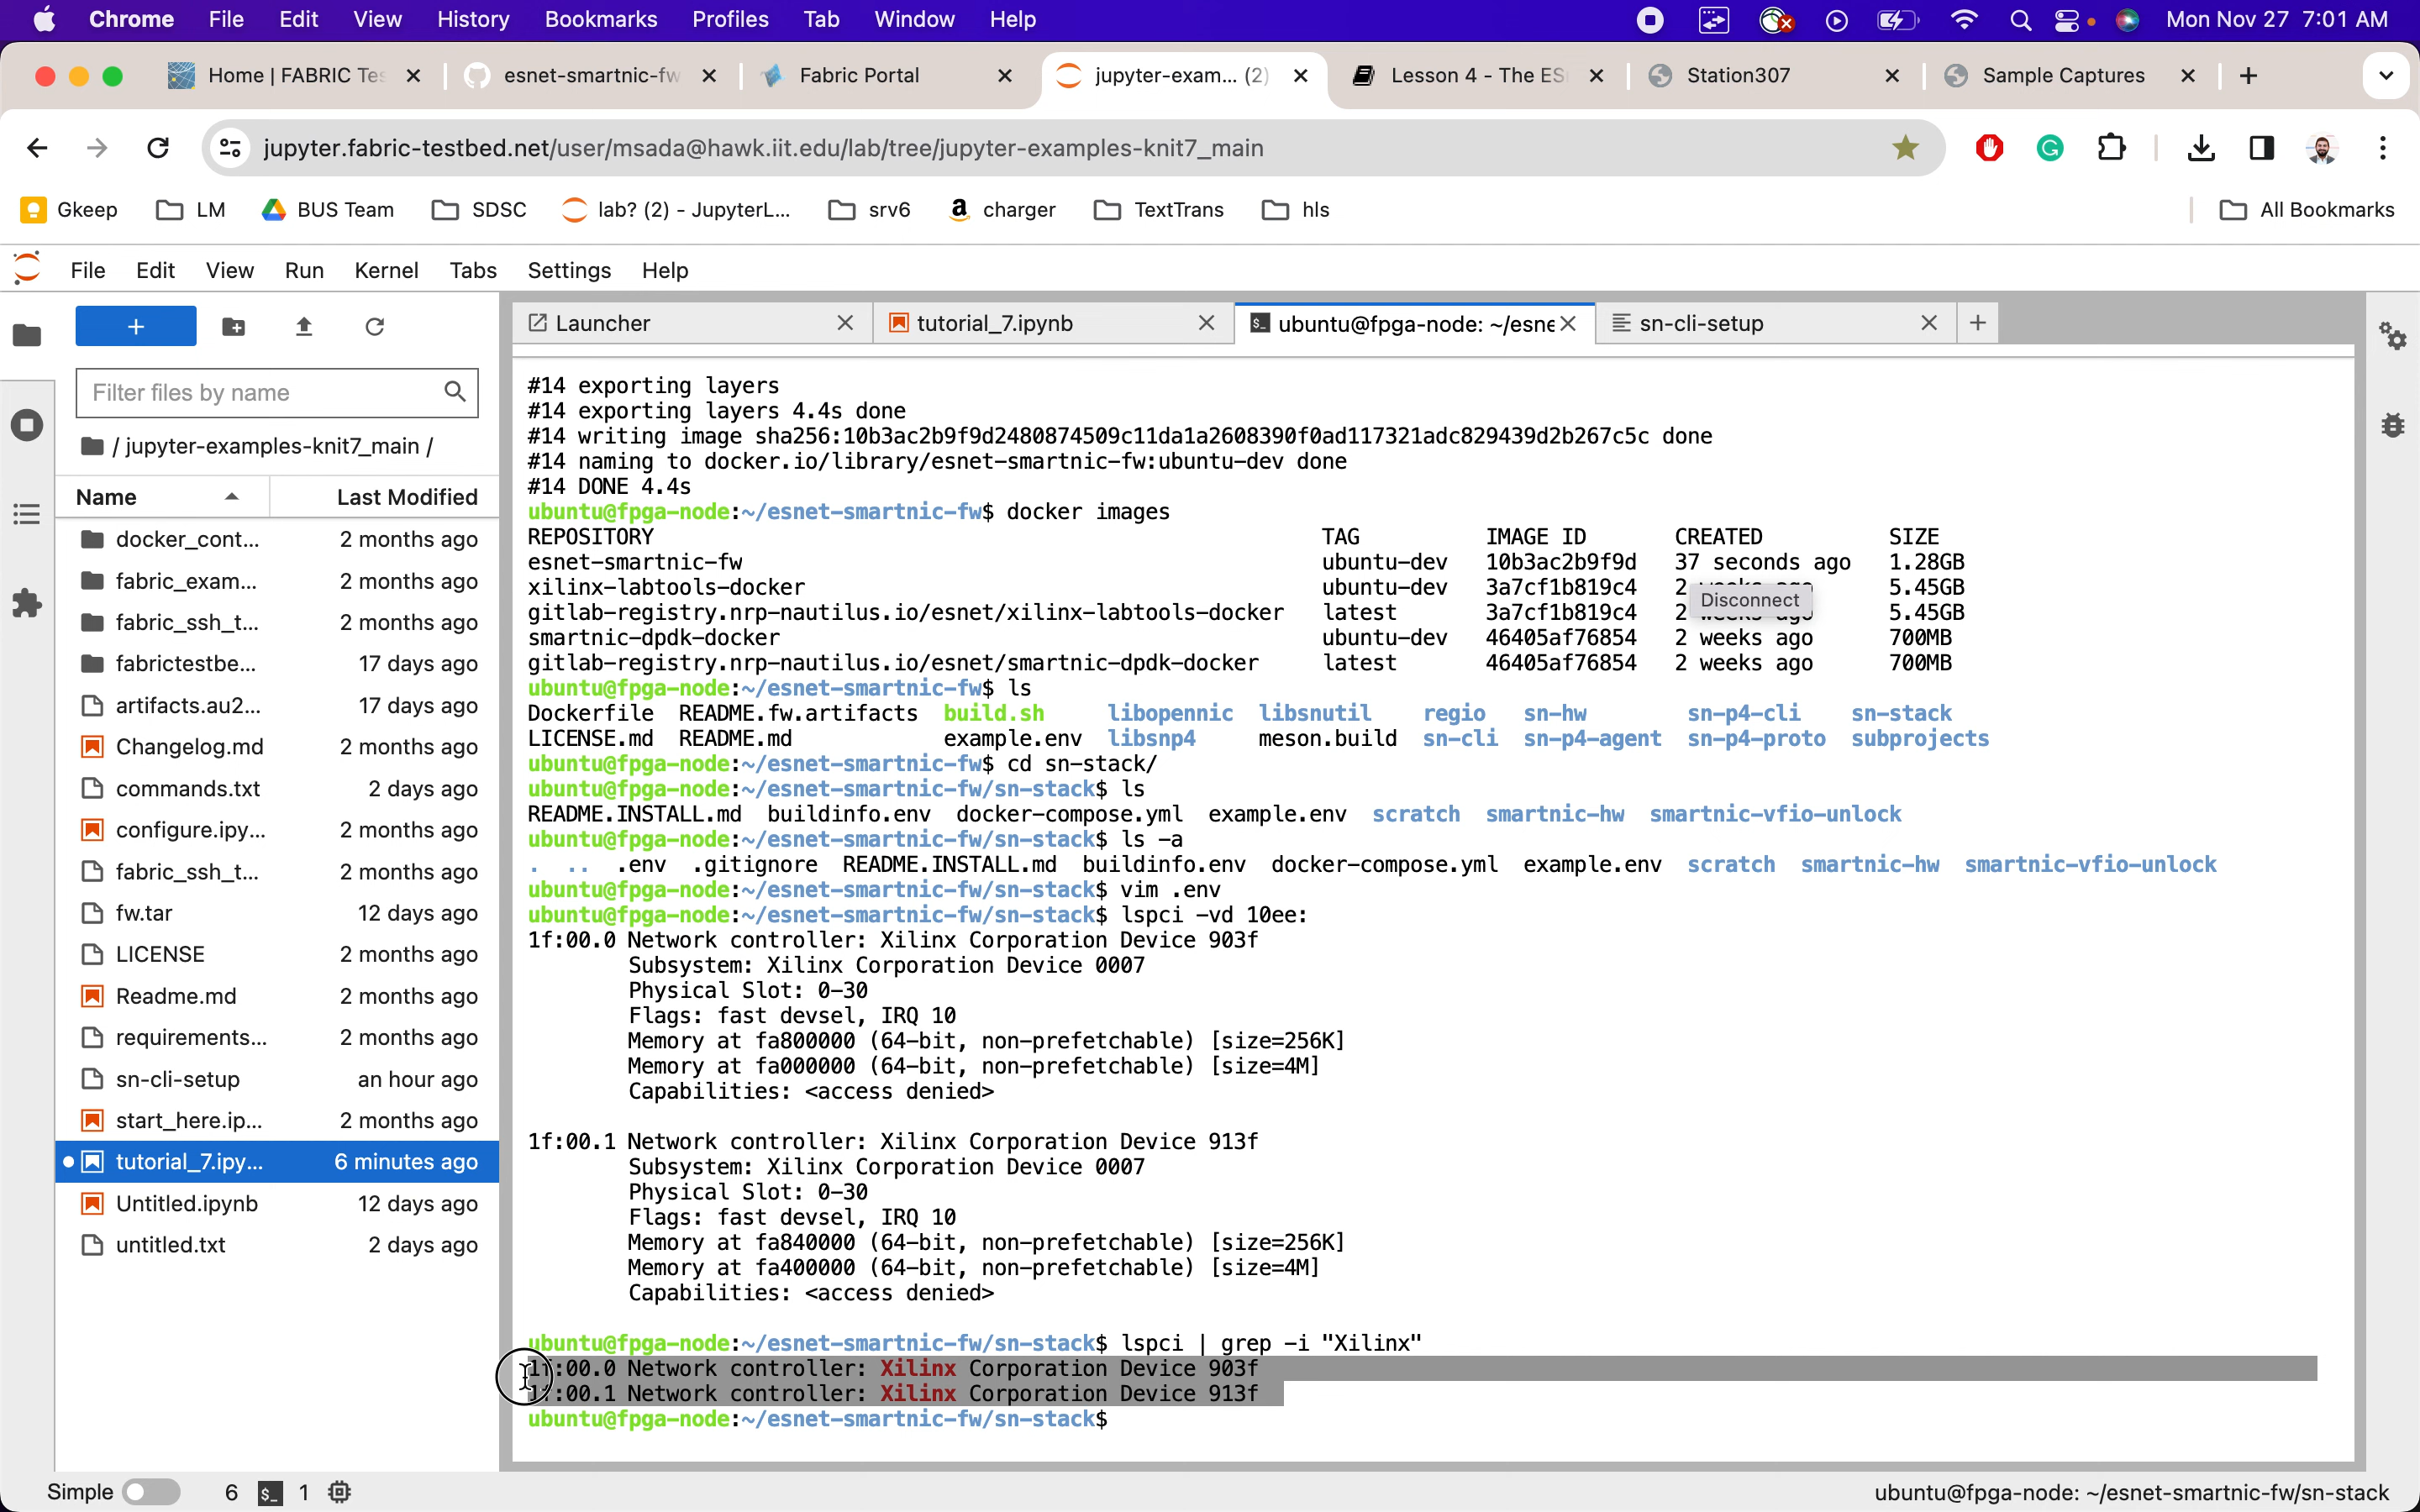 Chrome File Edit View History Bookmarks Profiles Tab Window Help Mon Nov 27 7:01 AM
Home | FABRIC Tes esnet-smartnic-fw Fabric Portal jupyter-exam... (2) Lesson 4 - The ES Station307 Sample Captures
jupyter.fabric-testbed.net/user/msada@hawk.iit.edu/lab/tree/jupyter-examples-knit7_main
Gkeep LM BUS Team SDSC lab? (2) - JupyterL... srv6 charger TextTrans hls All Bookmarks
File Edit View Run Kernel Tabs Settings Help
Launcher tutorial_7.ipynb ubuntu@fpga-node: ~/esne sn-cli-setup
Filter files by name
/ jupyter-examples-knit7_main /
Name Last Modified
docker_cont... 2 months ago
fabric_exam... 2 months ago
fabric_ssh_t... 2 months ago
fabrictestbe... 17 days ago
artifacts.au2... 17 days ago
Changelog.md 2 months ago
commands.txt 2 days ago
configure.ipy... 2 months ago
fabric_ssh_t... 2 months ago
fw.tar 12 days ago
LICENSE 2 months ago
Readme.md 2 months ago
requirements... 2 months ago
sn-cli-setup an hour ago
start_here.ip... 2 months ago
tutorial_7.ipy... 6 minutes ago
Untitled.ipynb 12 days ago
untitled.txt 2 days ago
#14 exporting layers
#14 exporting layers 4.4s done
#14 writing image sha256:10b3ac2b9f9d2480874509c11da1a2608390f0ad117321adc829439d2b267c5c done
#14 naming to docker.io/library/esnet-smartnic-fw:ubuntu-dev done
#14 DONE 4.4s
ubuntu@fpga-node:~/esnet-smartnic-fw$ docker images
REPOSITORY TAG IMAGE ID CREATED SIZE
esnet-smartnic-fw ubuntu-dev 10b3ac2b9f9d 37 seconds ago 1.28GB
xilinx-labtools-docker ubuntu-dev 3a7cf1b819c4 2 weeks ago 5.45GB
Disconnect
gitlab-registry.nrp-nautilus.io/esnet/xilinx-labtools-docker latest 3a7cf1b819c4 2 weeks ago 5.45GB
smartnic-dpdk-docker ubuntu-dev 46405af76854 2 weeks ago 700MB
gitlab-registry.nrp-nautilus.io/esnet/smartnic-dpdk-docker latest 46405af76854 2 weeks ago 700MB
ubuntu@fpga-node:~/esnet-smartnic-fw$ ls
Dockerfile README.fw.artifacts build.sh libopennic libsnutil regio sn-hw sn-p4-cli sn-stack
LICENSE.md README.md example.env libsnp4 meson.build sn-cli sn-p4-agent sn-p4-proto subprojects
ubuntu@fpga-node:~/esnet-smartnic-fw$ cd sn-stack/
ubuntu@fpga-node:~/esnet-smartnic-fw/sn-stack$ ls
README.INSTALL.md buildinfo.env docker-compose.yml example.env scratch smartnic-hw smartnic-vfio-unlock
ubuntu@fpga-node:~/esnet-smartnic-fw/sn-stack$ ls -a
. .. .env .gitignore README.INSTALL.md buildinfo.env docker-compose.yml example.env scratch smartnic-hw smartnic-vfio-unlock
ubuntu@fpga-node:~/esnet-smartnic-fw/sn-stack$ vim .env
ubuntu@fpga-node:~/esnet-smartnic-fw/sn-stack$ lspci -vd 10ee:
1f:00.0 Network controller: Xilinx Corporation Device 903f
Subsystem: Xilinx Corporation Device 0007
Physical Slot: 0-30
Flags: fast devsel, IRQ 10
Memory at fa800000 (64-bit, non-prefetchable) [size=256K]
Memory at fa000000 (64-bit, non-prefetchable) [size=4M]
Capabilities: <access denied>
1f:00.1 Network controller: Xilinx Corporation Device 913f
Subsystem: Xilinx Corporation Device 0007
Physical Slot: 0-30
Flags: fast devsel, IRQ 10
Memory at fa840000 (64-bit, non-prefetchable) [size=256K]
Memory at fa400000 (64-bit, non-prefetchable) [size=4M]
Capabilities: <access denied>
ubuntu@fpga-node:~/esnet-smartnic-fw/sn-stack$ lspci | grep -i "Xilinx"
1f:00.0 Network controller: Xilinx Corporation Device 903f
1f:00.1 Network controller: Xilinx Corporation Device 913f
ubuntu@fpga-node:~/esnet-smartnic-fw/sn-stack$
Simple 6 1 ubuntu@fpga-node: ~/esnet-smartnic-fw/sn-stack